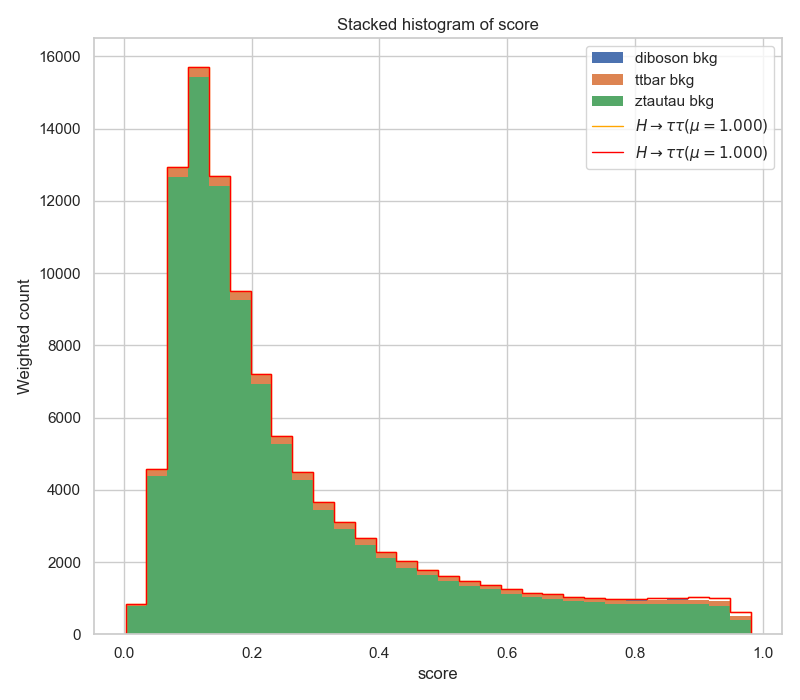 Stacked histogram of score
diboson bkg
ttbar bkg
ztautau bkg
H → ττ(μ = 1.000)
H → ττ(μ = 1.000)
Weighted count
16000
14000
12000
10000
8000
6000
4000
2000
0
0.0 0.2 0.4 0.6 0.8 1.0
score